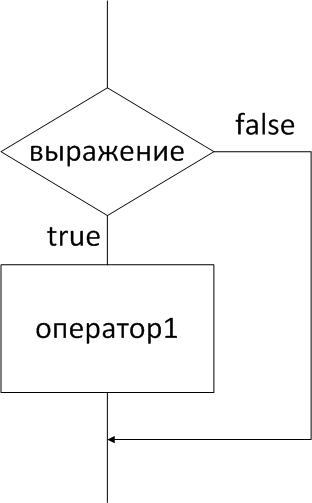 false
выражение
true
оператор1